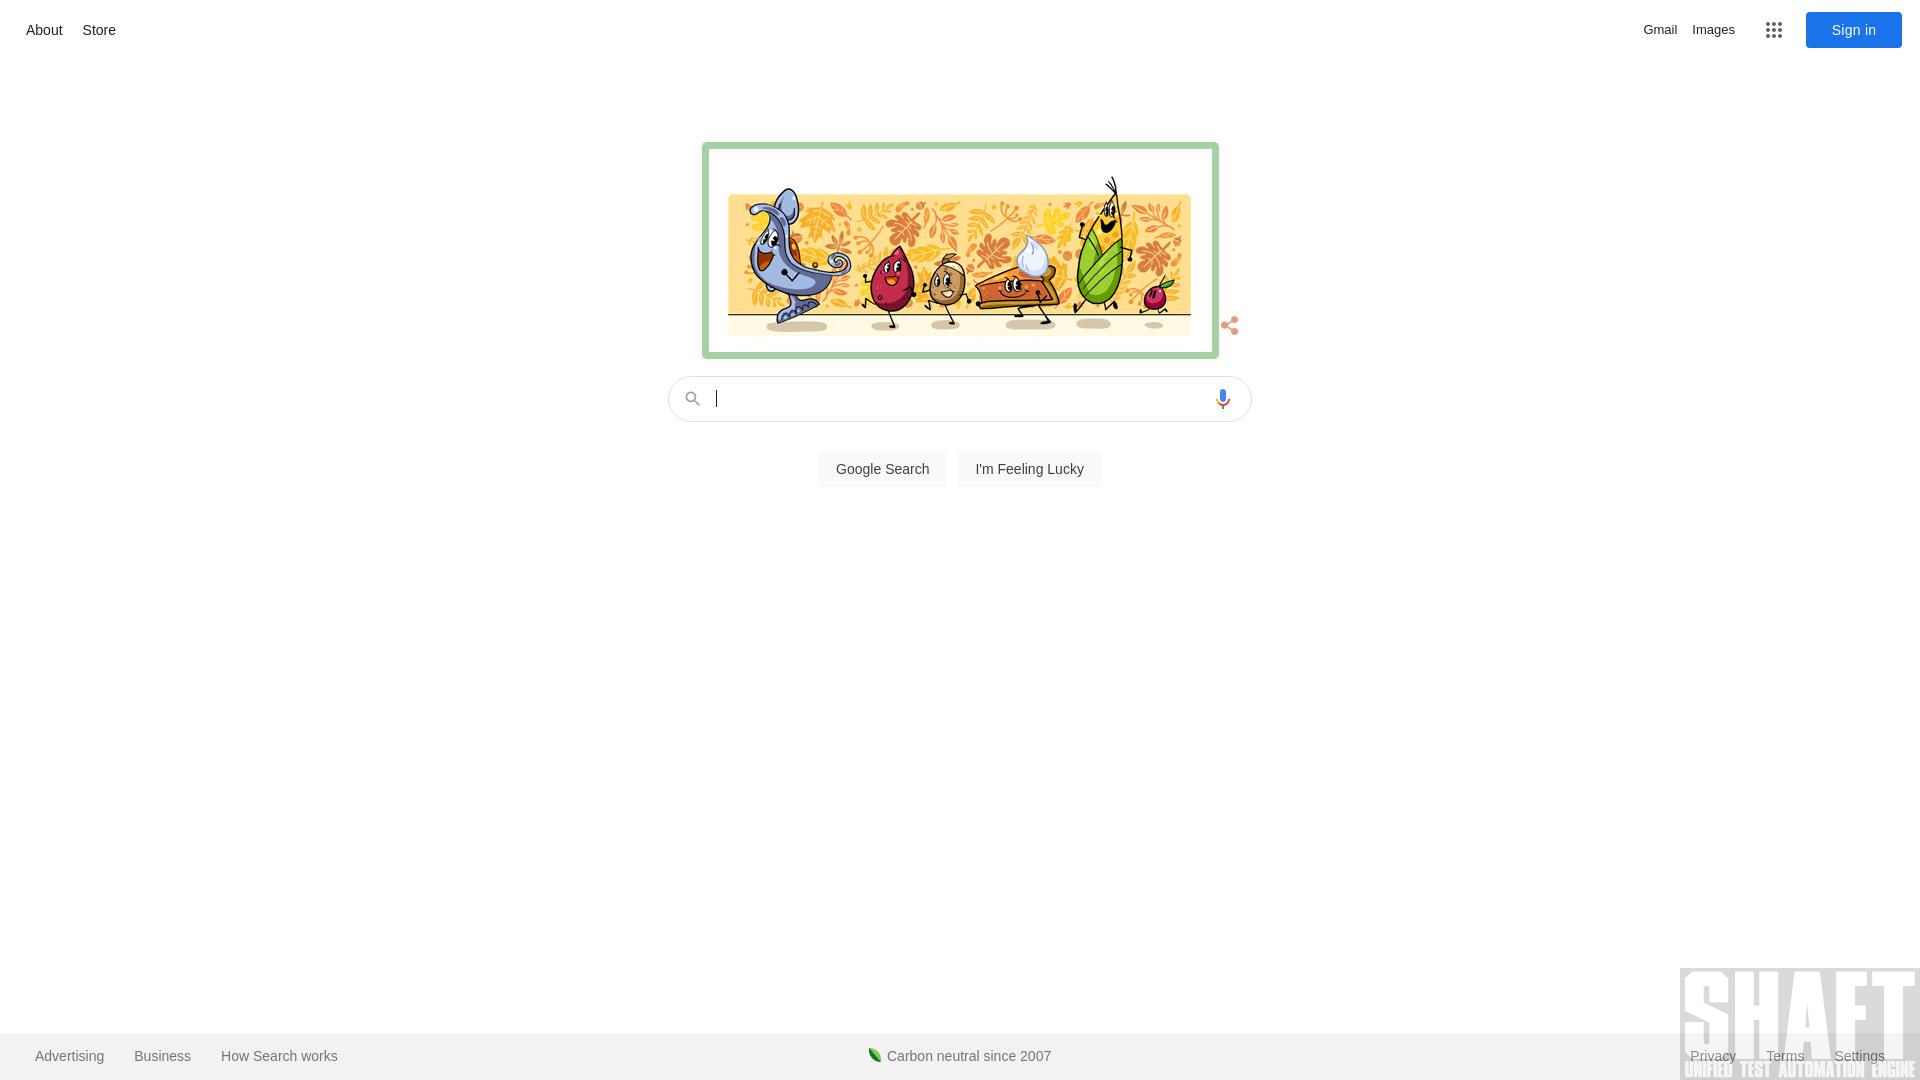 About Store
Gmail Images Sign in
Google Search I'm Feeling Lucky
Advertising Business How Search works
Carbon neutral since 2007
Privacy Terms Settings
SHAFT
UNIFIED TEST AUTOMATION ENGINE